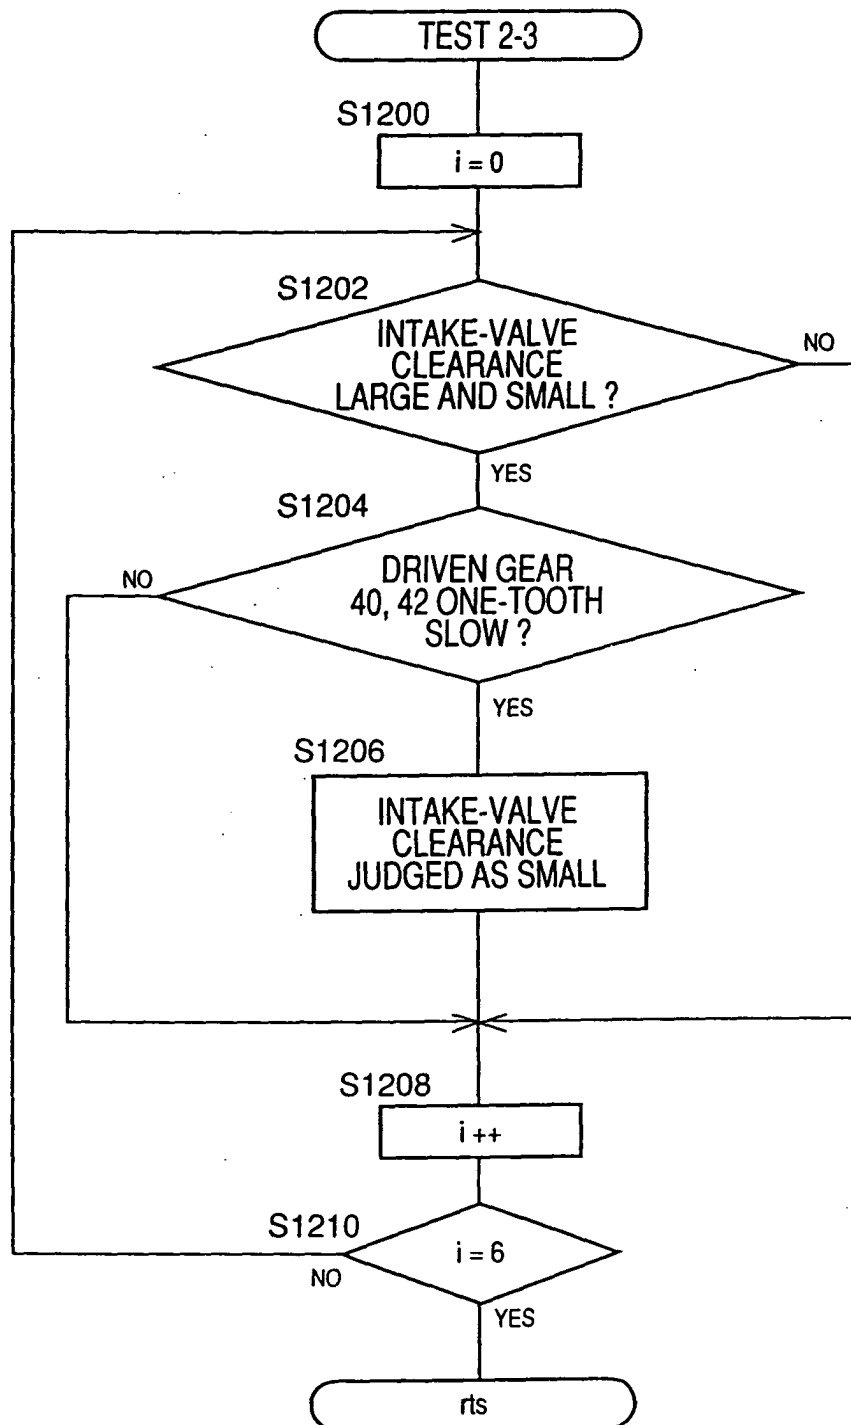 TEST 2-3
S1200
i = 0
S1202
INTAKE-VALVE
CLEARANCE
LARGE AND SMALL ?
NO
YES
S1204
DRIVEN GEAR
40, 42 ONE-TOOTH
SLOW ?
NO
YES
S1206
INTAKE-VALVE
CLEARANCE
JUDGED AS SMALL
S1208
i ++
S1210
i = 6
NO
YES
rts